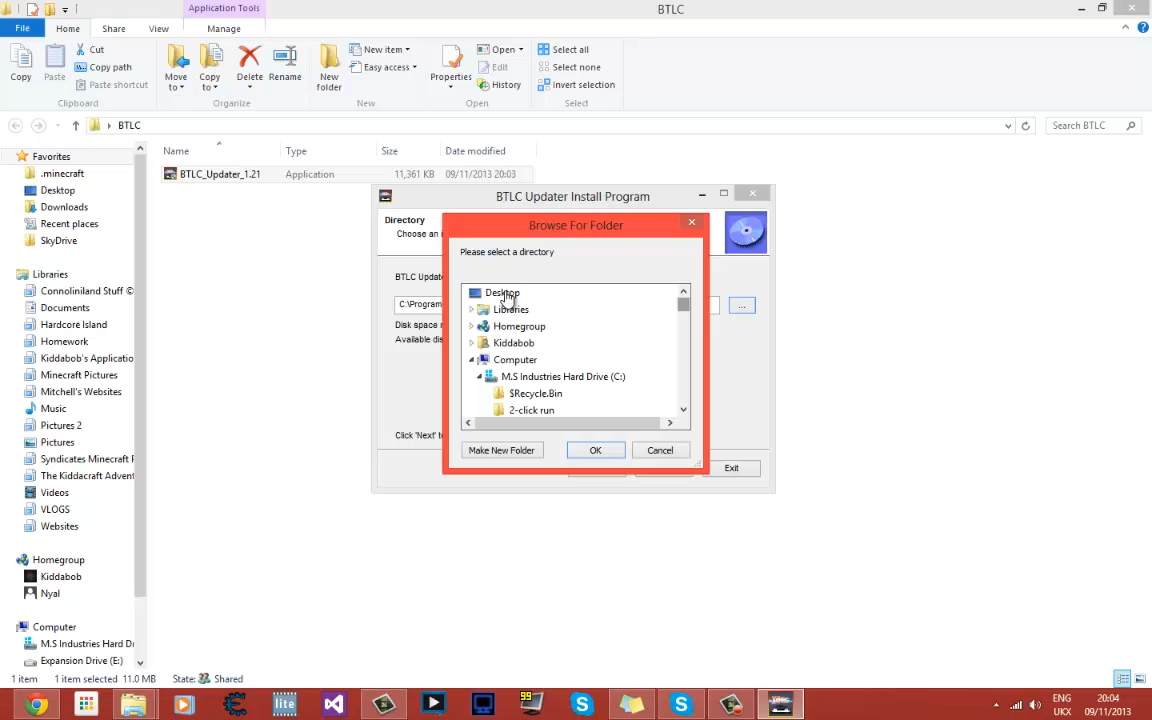 Application Tools
BTLC
File
Home
Share
View
Manage
Copy
Paste
Cut
Copy path
Paste shortcut
Clipboard
Move to
Copy to
Delete
Rename
Organize
New folder
New item
Easy access
New
Properties
Open
Edit
History
Open
Select all
Select none
Invert selection
Select
BTLC
Search BTLC
Name
Type
Size
Date modified
BTLC_Updater_1.21
Application
11,361 KB
09/11/2013 20:03
Favorites
.minecraft
Desktop
Downloads
Recent places
SkyDrive
Libraries
Connoliniland Stuff ©
Documents
Hardcore Island
Homework
Kiddabob's Applicatio
Minecraft Pictures
Mitchell's Websites
Music
Pictures 2
Pictures
Syndicates Minecraft F
The Kiddacraft Adven
Videos
VLOGS
Websites
Homegroup
Kiddabob
Nyal
Computer
M.S Industries Hard Dr
Expansion Drive (E:)
BTLC Updater Install Program
Directory
Choose an i
BTLC Update
C:\Program
...
Disk space r
Available dis
Click 'Next' to
Exit
Browse For Folder
Please select a directory
Desktop
Libraries
Homegroup
Kiddabob
Computer
M.S Industries Hard Drive (C:)
$Recycle.Bin
2-click run
Make New Folder
OK
Cancel
1 item
1 item selected 11.0 MB
State:
Shared
lite
99
ENG
UKX
20:04
09/11/2013